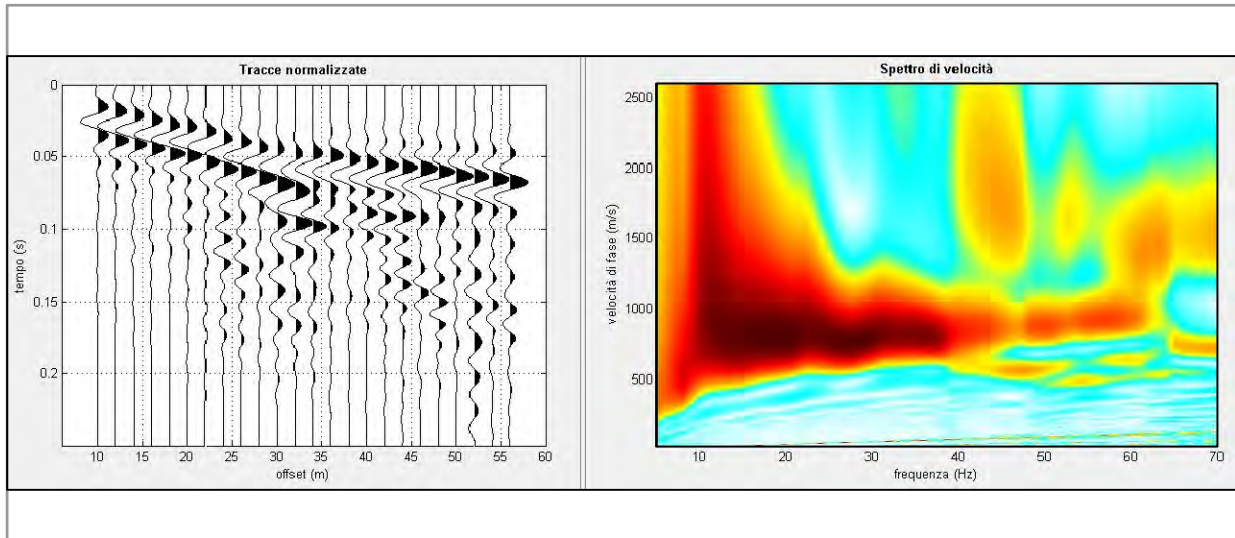 Tracce normalizzate
0
0.05
0.1
0.15
0.2
tempo (s)
10 15 20 25 30 35 40 45 50 55 60
offset (m)
Spettro di velocità
2500
2000
1500
1000
500
velocità di fase (m/s)
10 20 30 40 50 60 70
frequenza (Hz)